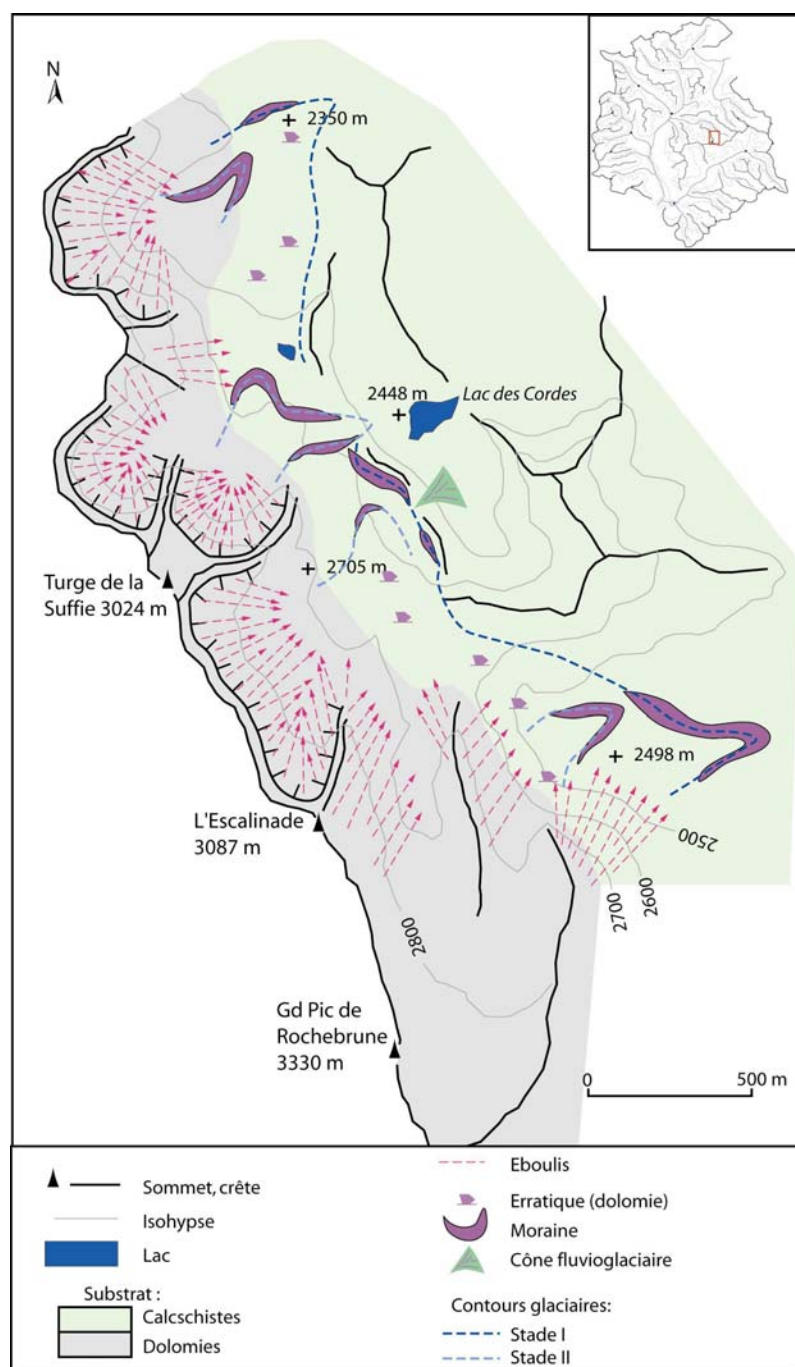 N
2350 m
2448 m
Lac des Cordes
2705 m
Turge de la
Suffie 3024 m
2498 m
L'Escalinade
3087 m
2500
2600
2700
2800
Gd Pic de
Rochebrune
3330 m
0
500 m
Sommet, crête
Isohypse
Lac
Substrat :
Calcschistes
Dolomies
Eboulis
Erratique (dolomie)
Moraine
Cône fluvioglaciaire
Contours glaciaires:
Stade I
Stade II